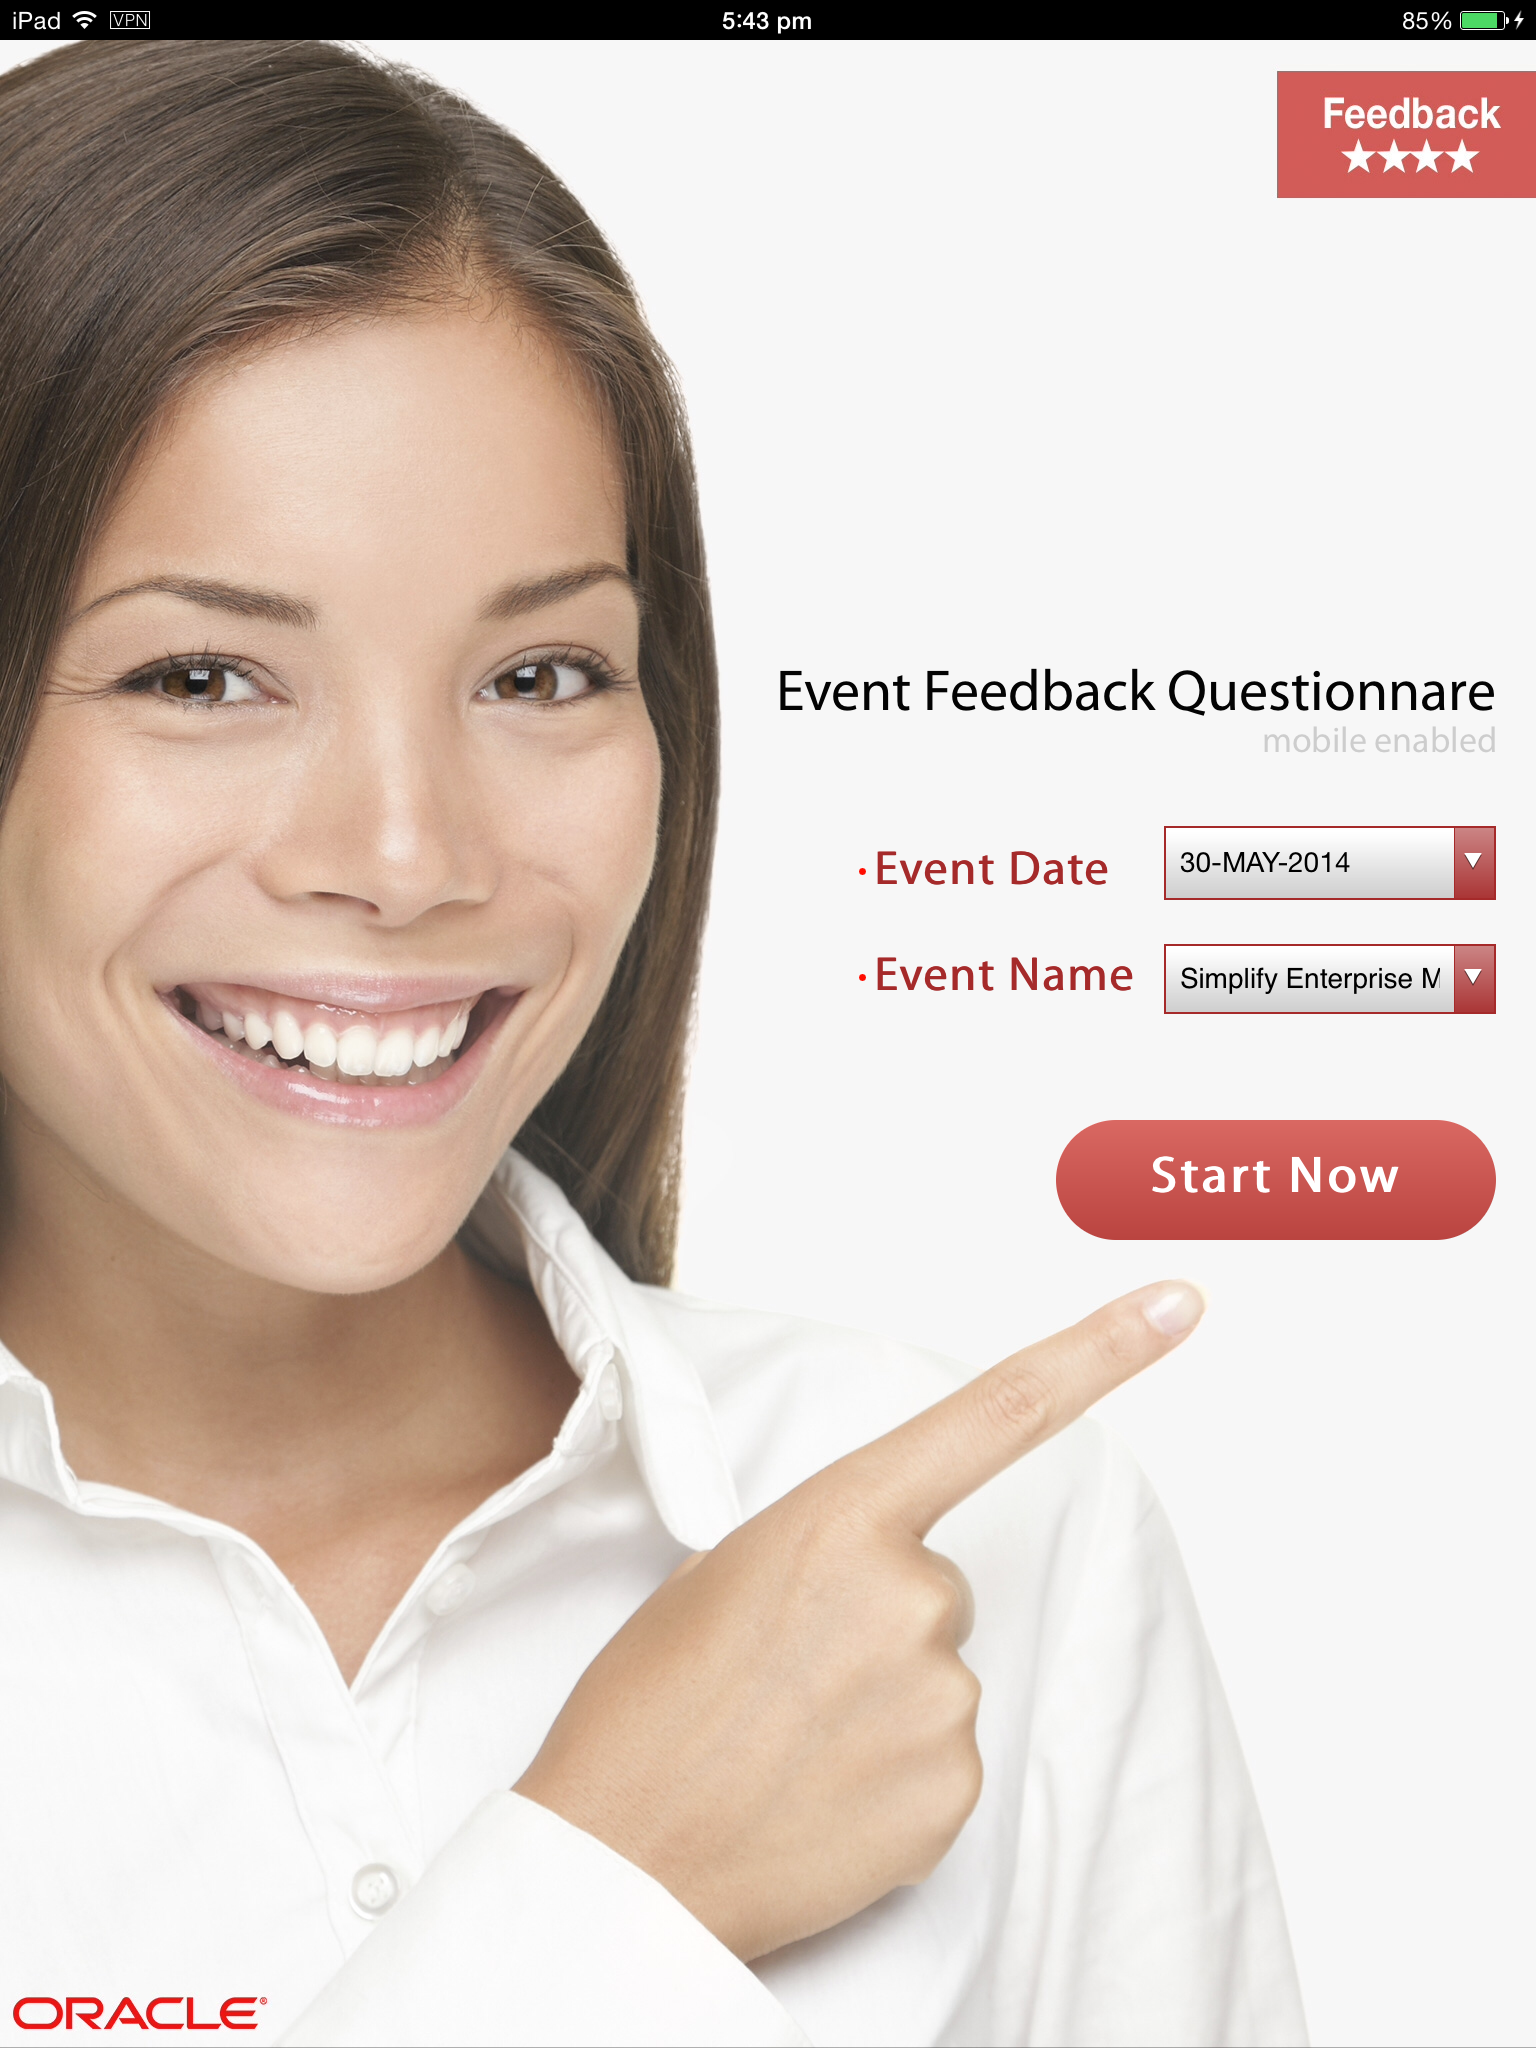 iPad VPN 5:43 pm 85%
Feedback
★★★★
Event Feedback Questionnare
mobile enabled
• Event Date 30-MAY-2014
• Event Name Simplify Enterprise M
Start Now
ORACLE®